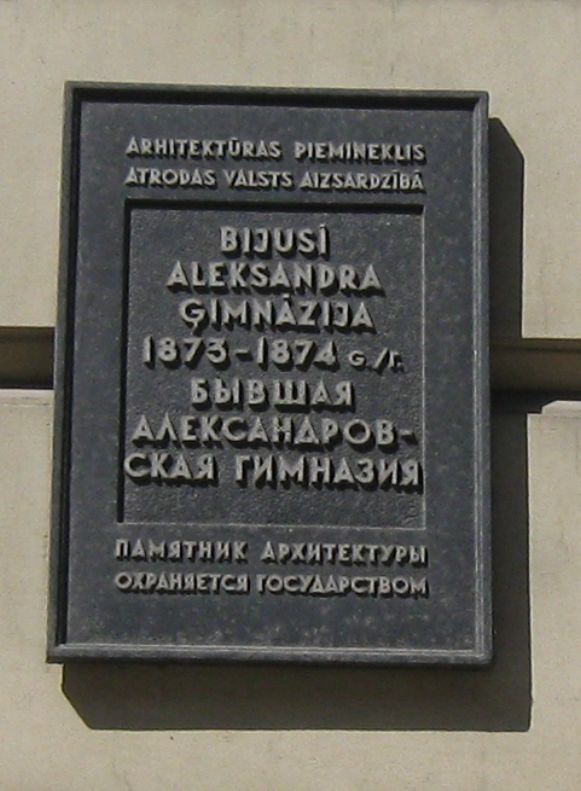 ARHITEKTŪRAS PIEMINEKLIS
ATRODAS VALSTS AIZSARDZĪBĀ
BIJUSĪ
ALEKSANDRA
ĢIMNĀZIJA
1873-1874 G./Г.
БЫВШАЯ
АЛЕКСАНДРОВ-
СКАЯ ГИМНАЗИЯ
ПАМЯТНИК АРХИТЕКТУРЫ
ОХРАНЯЕТСЯ ГОСУДАРСТВОМ